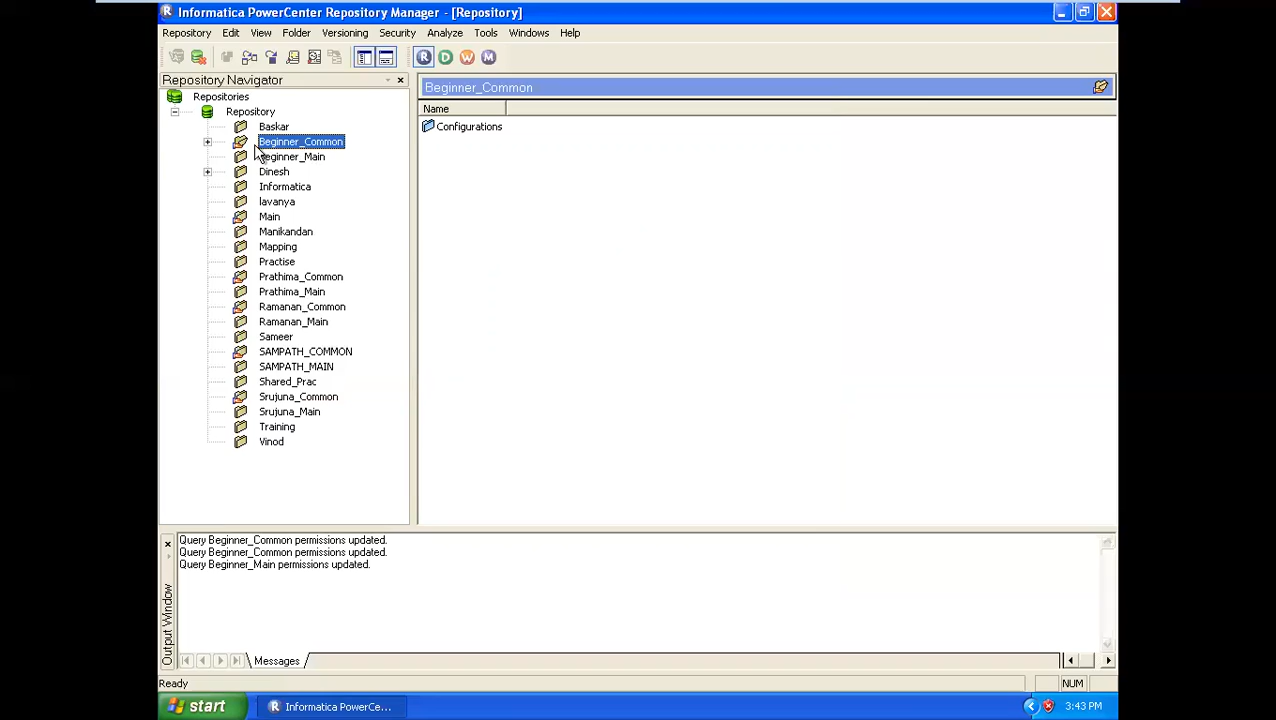 Informatica PowerCenter Repository Manager - [Repository]
Repository Edit View Folder Versioning Security Analyze Tools Windows Help
R D W M
Repository Navigator
Repositories
Repository
Baskar
Beginner_Common
Beginner_Main
Dinesh
Informatica
lavanya
Main
Manikandan
Mapping
Practise
Prathima_Common
Prathima_Main
Ramanan_Common
Ramanan_Main
Sameer
SAMPATH_COMMON
SAMPATH_MAIN
Shared_Prac
Srujuna_Common
Srujuna_Main
Training
Vinod
Beginner_Common
Name
Configurations
Query Beginner_Common permissions updated.
Query Beginner_Common permissions updated.
Query Beginner_Main permissions updated.
Output Window
Messages
Ready
NUM
start
R Informatica PowerCe...
3:43 PM